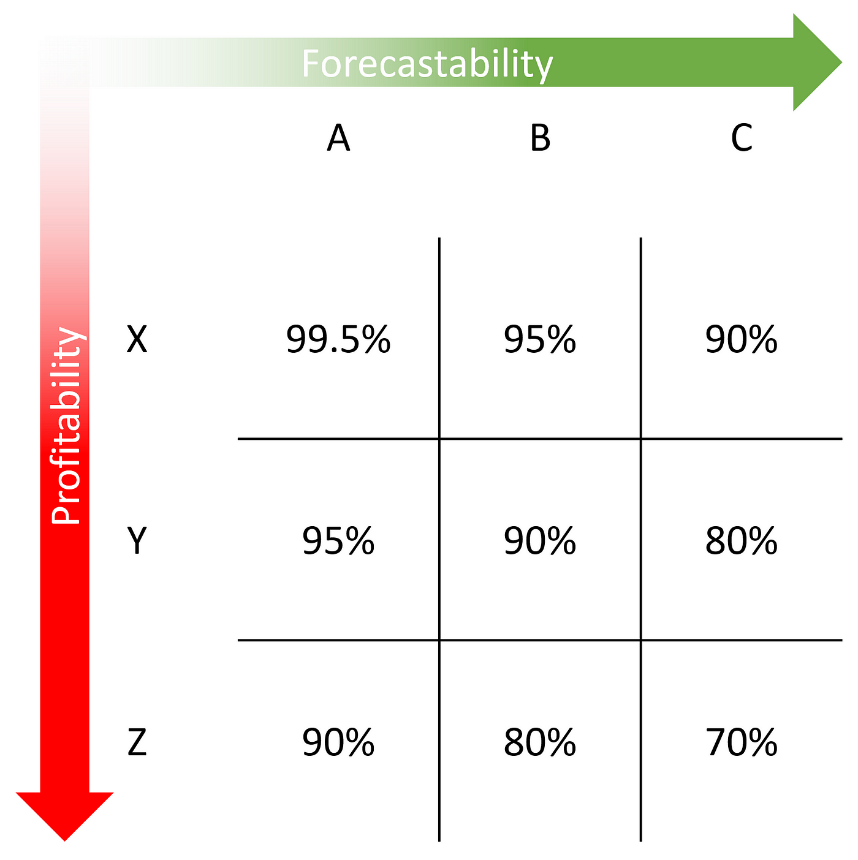 Forecastability
A B C
Profitability
X 99.5% 95% 90%
Y 95% 90% 80%
Z 90% 80% 70%